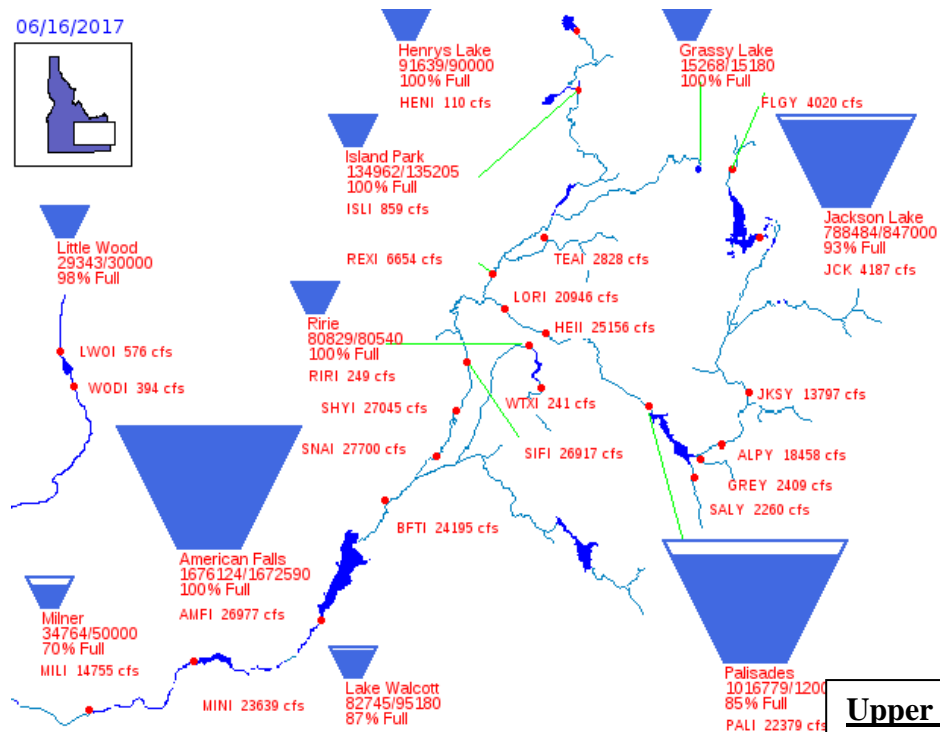 06/16/2017
Henrys Lake
91639/90000
100% Full
HENI 110 cfs
Grassy Lake
15268/15180
100% Full
FLGY 4020 cfs
Island Park
134962/135205
100% Full
ISLI 859 cfs
Jackson Lake
788484/847000
93% Full
JCK 4187 cfs
Little Wood
29343/30000
98% Full
REXI 6654 cfs
TEAI 2828 cfs
LORI 20946 cfs
HEII 25156 cfs
Ririe
80829/80540
100% Full
RIRI 249 cfs
LWOI 576 cfs
WODI 394 cfs
WTXI 241 cfs
JKSY 13797 cfs
SHYI 27045 cfs
SNAI 27700 cfs
SIFI 26917 cfs
ALPY 18458 cfs
GREY 2409 cfs
SALY 2260 cfs
BFTI 24195 cfs
American Falls
1676124/1672590
100% Full
AMFI 26977 cfs
Milner
34764/50000
70% Full
MILI 14755 cfs
MINI 23639 cfs
Lake Walcott
82745/95180
87% Full
Palisades
1016779/1200
85% Full
PALI 22379 cfs
Upper